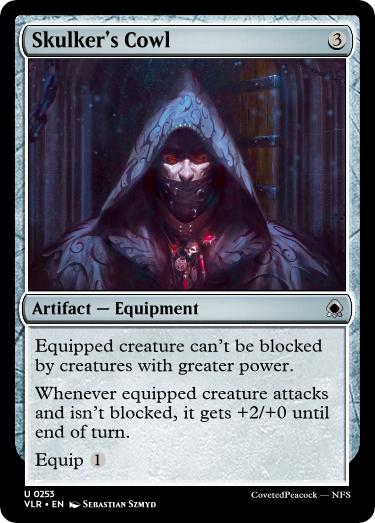 Skulker's Cowl 3
Artifact — Equipment
Equipped creature can't be blocked
by creatures with greater power.
Whenever equipped creature attacks
and isn't blocked, it gets +2/+0 until
end of turn.
Equip 1
U 0253
VLR • EN Sebastian Szmyd
CovetedPeacock — NFS